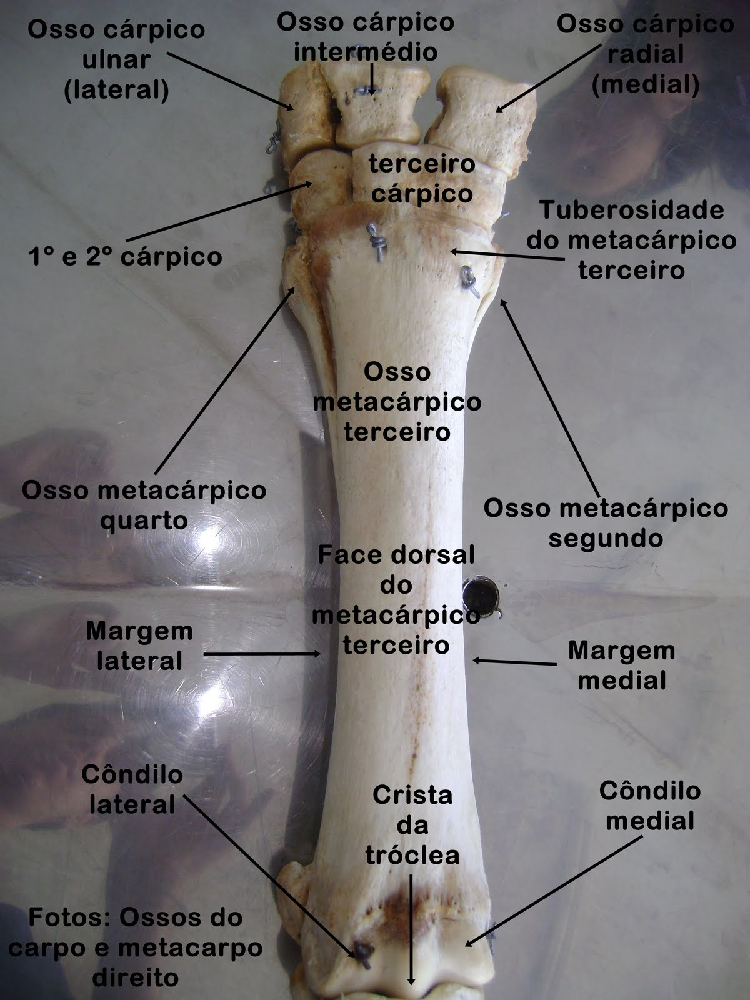 Osso cárpico
ulnar
(lateral)
Osso cárpico
intermédio
Osso cárpico
radial
(medial)
terceiro
cárpico
1º e 2º cárpico
Tuberosidade
do metacárpico
terceiro
Osso
metacárpico
terceiro
Osso metacárpico
quarto
Osso metacárpico
segundo
Face dorsal
do
metacárpico
terceiro
Margem
lateral
Margem
medial
Côndilo
lateral
Crista
da
tróclea
Côndilo
medial
Fotos: Ossos do
carpo e metacarpo
direito